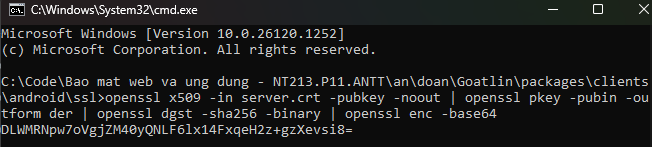 C:\Windows\System32\cmd.exe
Microsoft Windows [Version 10.0.26120.1252]
(c) Microsoft Corporation. All rights reserved.
C:\Code\Bao mat web va ung dung - NT213.P11.ANTT\an\doan\Goatlin\packages\clients
\android\ssl>openssl x509 -in server.crt -pubkey -noout | openssl pkey -pubin -ou
tform der | openssl dgst -sha256 -binary | openssl enc -base64
DLWMRNpw7oVgjZM40yQNLF6lx14FxqeH2z+gzXevsi8=